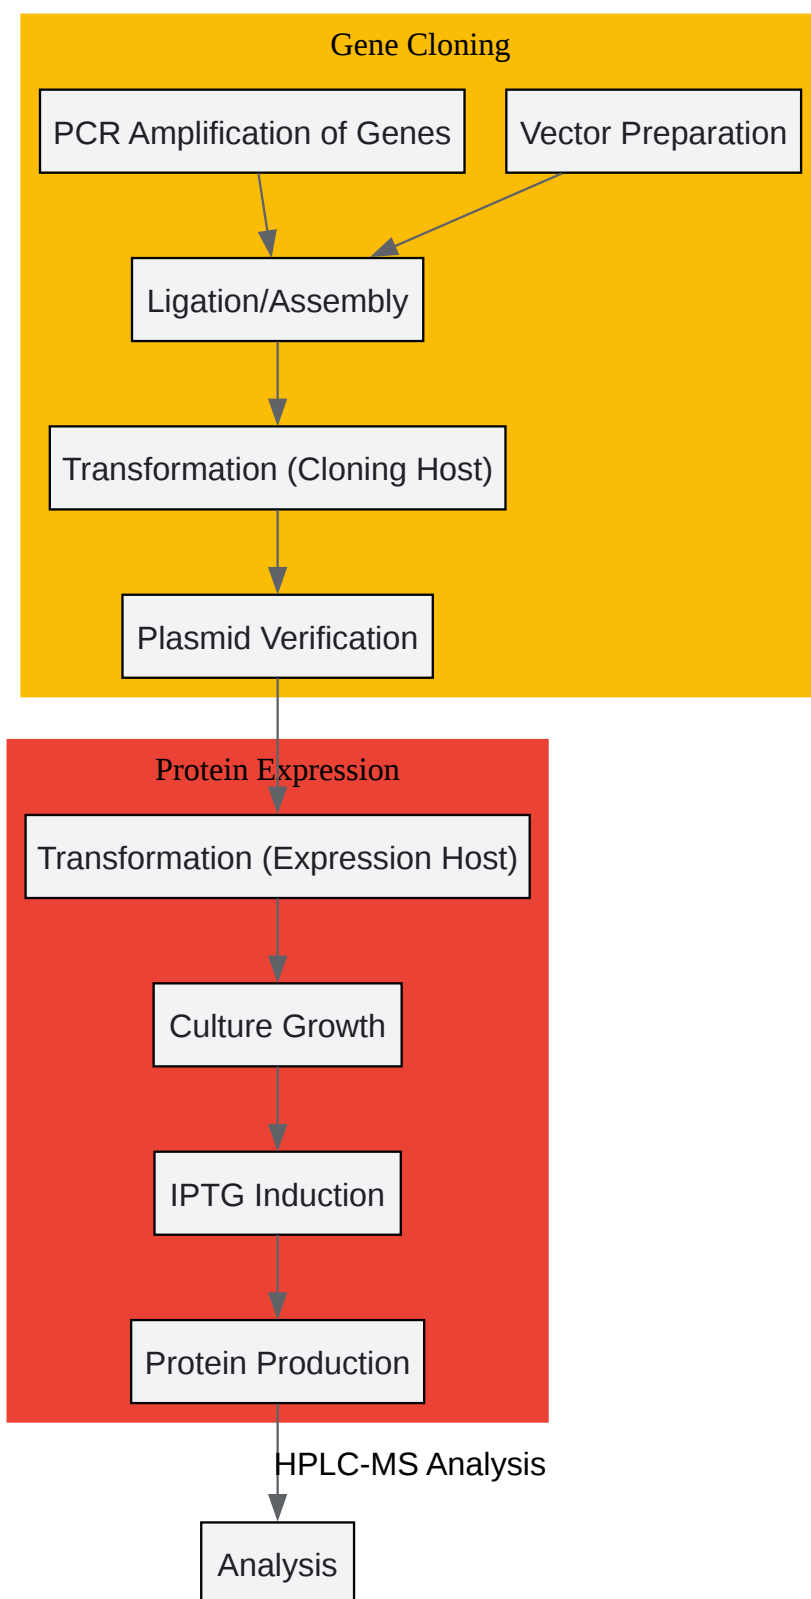 Gene Cloning
PCR Amplification of Genes
Vector Preparation
Ligation/Assembly
Transformation (Cloning Host)
Plasmid Verification
Protein Expression
Transformation (Expression Host)
Culture Growth
IPTG Induction
Protein Production
HPLC-MS Analysis
Analysis